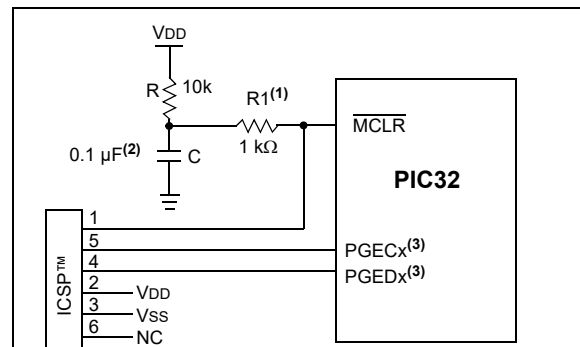 VDD
R 10k
R1(1)
1 kΩ
0.1 µF(2) C
MCLR
PIC32
1
5 PGECx(3)
4 PGEDx(3)
2 VDD
3 VSS
6 NC
ICSP™